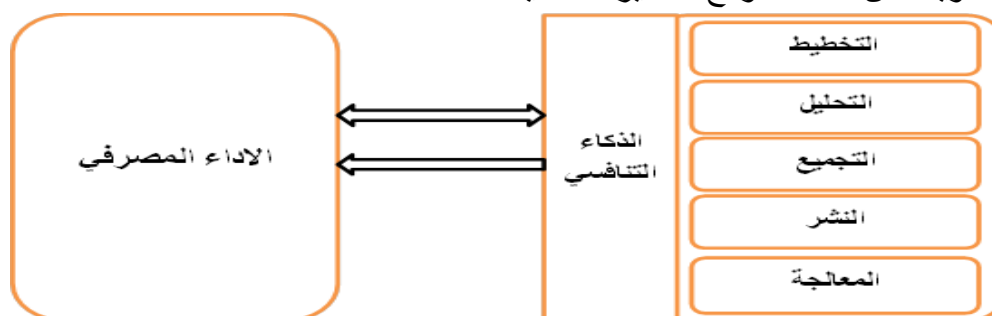 التخطيط
التحليل
التجميع
النشر
المعالجة
الذكاء
التنافسي
الاداء المصرفي